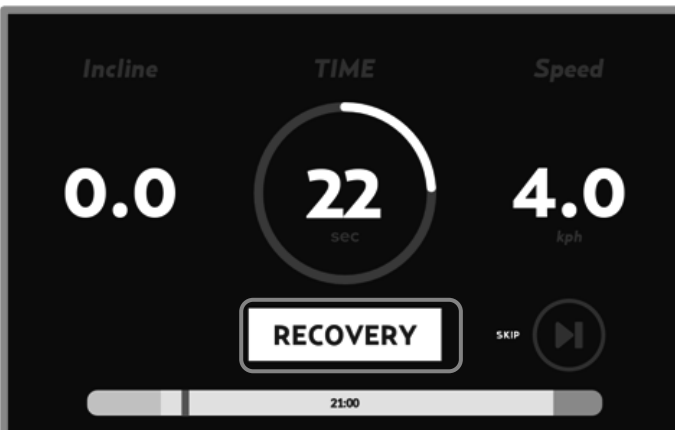 Incline TIME Speed
0.0 22 4.0
sec kph
RECOVERY
SKIP
21:00